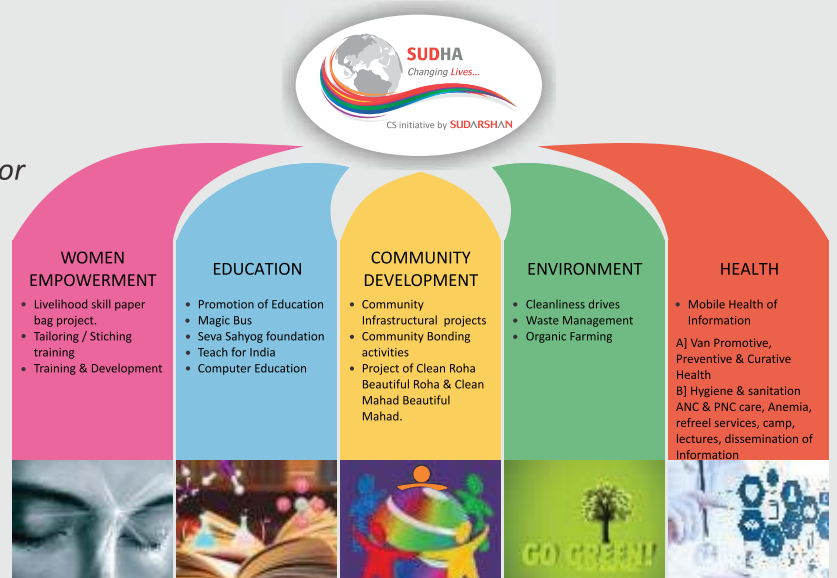 SUDHA
Changing Lives...
CS initiative by SUDARSHAN
or
WOMEN
EMPOWERMENT
• Livelihood skill paper
bag project.
• Tailoring / Stiching
training
• Training & Development
EDUCATION
• Promotion of Education
• Magic Bus
• Seva Sahyog foundation
• Teach for India
• Computer Education
COMMUNITY
DEVELOPMENT
• Community
Infrastructural projects
• Community Bonding
activities
• Project of Clean Roha
Beautiful Roha & Clean
Mahad Beautiful
Mahad.
ENVIRONMENT
• Cleanliness drives
• Waste Management
• Organic Farming
HEALTH
• Mobile Health of
Information
A] Van Promotive,
Preventive & Curative
Health
B] Hygiene & sanitation
ANC & PNC care, Anemia,
refreel services, camp,
lectures, dissemination of
Information
GO GREEN!